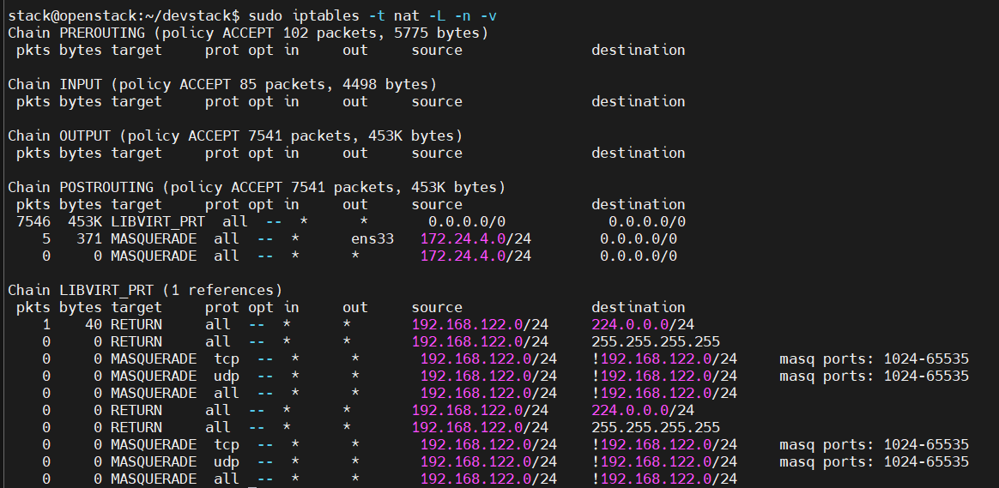 stack@openstack:~/devstack$ sudo iptables -t nat -L -n -v
Chain PREROUTING (policy ACCEPT 102 packets, 5775 bytes)
 pkts bytes target     prot opt in     out     source               destination

Chain INPUT (policy ACCEPT 85 packets, 4498 bytes)
 pkts bytes target     prot opt in     out     source               destination

Chain OUTPUT (policy ACCEPT 7541 packets, 453K bytes)
 pkts bytes target     prot opt in     out     source               destination

Chain POSTROUTING (policy ACCEPT 7541 packets, 453K bytes)
 pkts bytes target     prot opt in     out     source               destination
 7546  453K LIBVIRT_PRT  all  --  *      *       0.0.0.0/0            0.0.0.0/0
    5   371 MASQUERADE  all  --  *      ens33   172.24.4.0/24        0.0.0.0/0
    0     0 MASQUERADE  all  --  *      *       172.24.4.0/24        0.0.0.0/0

Chain LIBVIRT_PRT (1 references)
 pkts bytes target     prot opt in     out     source               destination
    1    40 RETURN     all  --  *      *       192.168.122.0/24     224.0.0.0/24
    0     0 RETURN     all  --  *      *       192.168.122.0/24     255.255.255.255
    0     0 MASQUERADE  tcp  --  *      *       192.168.122.0/24    !192.168.122.0/24     masq ports: 1024-65535
    0     0 MASQUERADE  udp  --  *      *       192.168.122.0/24    !192.168.122.0/24     masq ports: 1024-65535
    0     0 MASQUERADE  all  --  *      *       192.168.122.0/24    !192.168.122.0/24
    0     0 RETURN     all  --  *      *       192.168.122.0/24     224.0.0.0/24
    0     0 RETURN     all  --  *      *       192.168.122.0/24     255.255.255.255
    0     0 MASQUERADE  tcp  --  *      *       192.168.122.0/24    !192.168.122.0/24     masq ports: 1024-65535
    0     0 MASQUERADE  udp  --  *      *       192.168.122.0/24    !192.168.122.0/24     masq ports: 1024-65535
    0     0 MASQUERADE  all  --  *      *       192.168.122.0/24    !192.168.122.0/24